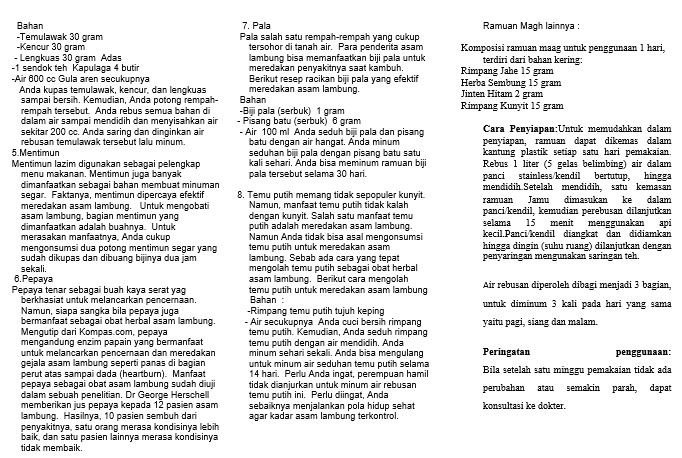 Bahan
-Temulawak 30 gram
-Kencur 30 gram
- Lengkuas 30 gram  Adas
-1 sendok teh  Kapulaga 4 butir
-Air 600 cc Gula aren secukupnya
Anda kupas temulawak, kencur, dan lengkuas
sampai bersih. Kemudian, Anda potong rempah-
rempah tersebut.  Anda rebus semua bahan di
dalam air sampai mendidih dan menyisahkan air
sekitar 200 cc. Anda saring dan dinginkan air
rebusan temulawak tersebut lalu minum.
5.Mentimun
Mentimun lazim digunakan sebagai pelengkap
menu makanan. Mentimun juga banyak
dimanfaatkan sebagai bahan membuat minuman
segar.  Faktanya, mentimun dipercaya efektif
meredakan asam lambung.   Untuk mengobati
asam lambung, bagian mentimun yang
dimanfaatkan adalah buahnya.  Untuk
merasakan manfaatnya, Anda cukup
mengonsumsi dua potong mentimun segar yang
sudah dikupas dan dibuang bijinya dua jam
sekali.
6.Pepaya
Pepaya tenar sebagai buah kaya serat yag
berkhasiat untuk melancarkan pencernaan.
Namun, siapa sangka bila pepaya juga
bermanfaat sebagai obat herbal asam lambung.
Mengutip dari Kompas.com, pepaya
mengandung enzim papain yang bermanfaat
untuk melancarkan pencernaan dan meredakan
gejala asam lambung seperti panas di bagian
perut atas sampai dada (heartburn).  Manfaat
pepaya sebagai obat asam lambung sudah diuji
dalam sebuah penelitian. Dr George Herschell
memberikan jus pepaya kepada 12 pasien asam
lambung.  Hasilnya, 10 pasien sembuh dari
penyakitnya, satu orang merasa kondisinya lebih
baik, dan satu pasien lainnya merasa kondisinya
tidak membaik.
7. Pala
Pala salah satu rempah-rempah yang cukup
tersohor di tanah air.  Para penderita asam
lambung bisa memanfaatkan biji pala untuk
meredakan penyakitnya saat kambuh.
Berikut resep racikan biji pala yang efektif
meredakan asam lambung.
Bahan
-Biji pala (serbuk)  1 gram
- Pisang batu (serbuk)  6 gram
- Air  100 ml  Anda seduh biji pala dan pisang
batu dengan air hangat. Anda minum
seduhan biji pala dengan pisang batu satu
kali sehari. Anda bisa meminum ramuan biji
pala tersebut selama 30 hari.
8. Temu putih memang tidak sepopuler kunyit.
Namun, manfaat temu putih tidak kalah
dengan kunyit. Salah satu manfaat temu
putih adalah meredakan asam lambung.
Namun Anda tidak bisa asal mengonsumsi
temu putih untuk meredakan asam
lambung. Sebab ada cara yang tepat
mengolah temu putih sebagai obat herbal
asam lambung.  Berikut cara mengolah
temu putih untuk meredakan asam lambung
Bahan  :
-Rimpang temu putih tujuh keping
- Air secukupnya  Anda cuci bersih rimpang
temu putih. Kemudian, Anda seduh rimpang
temu putih dengan air mendidih. Anda
minum sehari sekali. Anda bisa mengulang
untuk minum air seduhan temu putih selama
14 hari.  Perlu Anda ingat, perempuan hamil
tidak dianjurkan untuk minum air rebusan
temu putih ini.  Perlu diingat, Anda
sebaiknya menjalankan pola hidup sehat
agar kadar asam lambung terkontrol.
Ramuan Magh lainnya :
Komposisi ramuan maag untuk penggunaan 1 hari,
terdiri dari bahan kering:
Rimpang Jahe 15 gram
Herba Sembung 15 gram
Jinten Hitam 2 gram
Rimpang Kunyit 15 gram
Cara Penyiapan:Untuk memudahkan dalam
penyiapan, ramuan dapat dikemas dalam
kantung plastik setiap satu hari pemakaian.
Rebus 1 liter (5 gelas belimbing) air dalam
panci stainless/kendil bertutup, hingga
mendidih.Setelah mendidih, satu kemasan
ramuan Jamu dimasukan ke dalam
panci/kendil, kemudian perebusan dilanjutkan
selama 15 menit menggunakan api
kecil.Panci/kendil diangkat dan didiamkan
hingga dingin (suhu ruang) dilanjutkan dengan
penyaringan mengunakan saringan teh.
Air rebusan diperoleh dibagi menjadi 3 bagian,
untuk diminum 3 kali pada hari yang sama
yaitu pagi, siang dan malam.
Peringatan penggunaan:
Bila setelah satu minggu pemakaian tidak ada
perubahan atau semakin parah, dapat
konsultasi ke dokter.